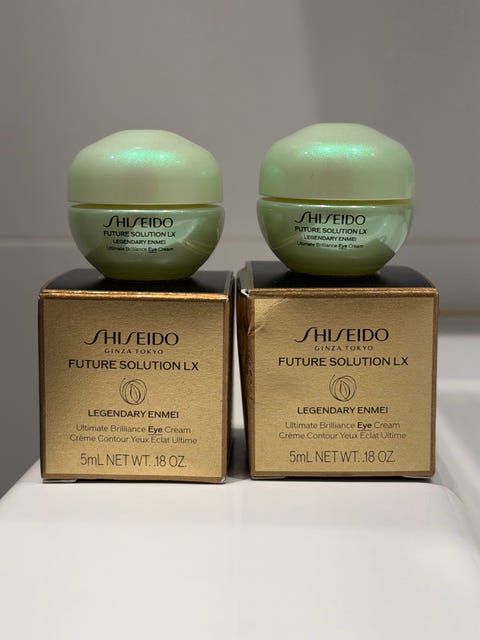 SHISEIDO
FUTURE SOLUTION LX
LEGENDARY ENMEI
Ultimate Brilliance Eye Cream
SHISEIDO
FUTURE SOLUTION LX
LEGENDARY ENMEI
Ultimate Brilliance Eye Cream
SHISEIDO
GINZA TOKYO
FUTURE SOLUTION LX
LEGENDARY ENMEI
Ultimate Brilliance Eye Cream
Crème Contour Yeux Eclat Ultime
5mL NET WT. .18 OZ.
SHISEIDO
GINZA TOKYO
FUTURE SOLUTION LX
LEGENDARY ENMEI
Ultimate Brilliance Eye Cream
Crème Contour Yeux Eclat Ultime
5mL NET WT. .18 OZ.